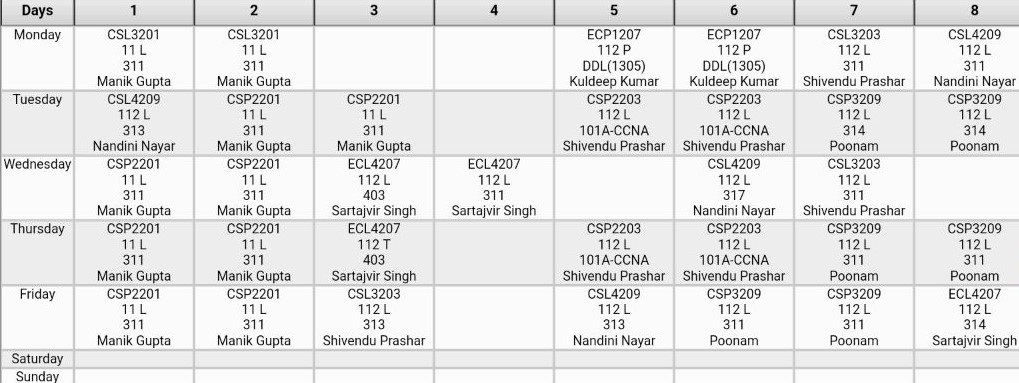 Days 1 2 3 4 5 6 7 8
Monday CSL3201 CSL3201 ECP1207 ECP1207 CSL3203 CSL4209
11 L 11 L 112 P 112 P 112 L 112 L
311 311 DDL(1305) DDL(1305) 311 311
Manik Gupta Manik Gupta Kuldeep Kumar Kuldeep Kumar Shivendu Prashar Nandini Nayar
Tuesday CSL4209 CSP2201 CSP2201 CSP2203 CSP2203 CSP3209 CSP3209
112 L 11 L 11 L 112 L 112 L 112 L 112 L
313 311 311 101A-CCNA 101A-CCNA 314 314
Nandini Nayar Manik Gupta Manik Gupta Shivendu Prashar Shivendu Prashar Poonam Poonam
Wednesday CSP2201 CSP2201 ECL4207 ECL4207 CSL4209 CSL3203
11 L 11 L 112 L 112 L 112 L 112 L
311 311 403 311 317 311
Manik Gupta Manik Gupta Sartajvir Singh Sartajvir Singh Nandini Nayar Shivendu Prashar
Thursday CSP2201 CSP2201 ECL4207 CSP2203 CSP2203 CSP3209 CSP3209
11 L 11 L 112 T 112 L 112 L 112 L 112 L
311 311 403 101A-CCNA 101A-CCNA 311 311
Manik Gupta Manik Gupta Sartajvir Singh Shivendu Prashar Shivendu Prashar Poonam Poonam
Friday CSP2201 CSP2201 CSL3203 CSL4209 CSP3209 CSP3209 ECL4207
11 L 11 L 112 L 112 L 112 L 112 L 112 L
311 311 313 313 311 311 314
Manik Gupta Manik Gupta Shivendu Prashar Nandini Nayar Poonam Poonam Sartajvir Singh
Saturday
Sunday